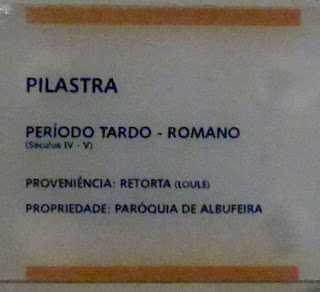 PILASTRA
PERÍODO TARDO - ROMANO
(Séculos IV - V)
PROVENIÊNCIA: RETORTA (LOULÉ)
PROPRIEDADE: PARÓQUIA DE ALBUFEIRA